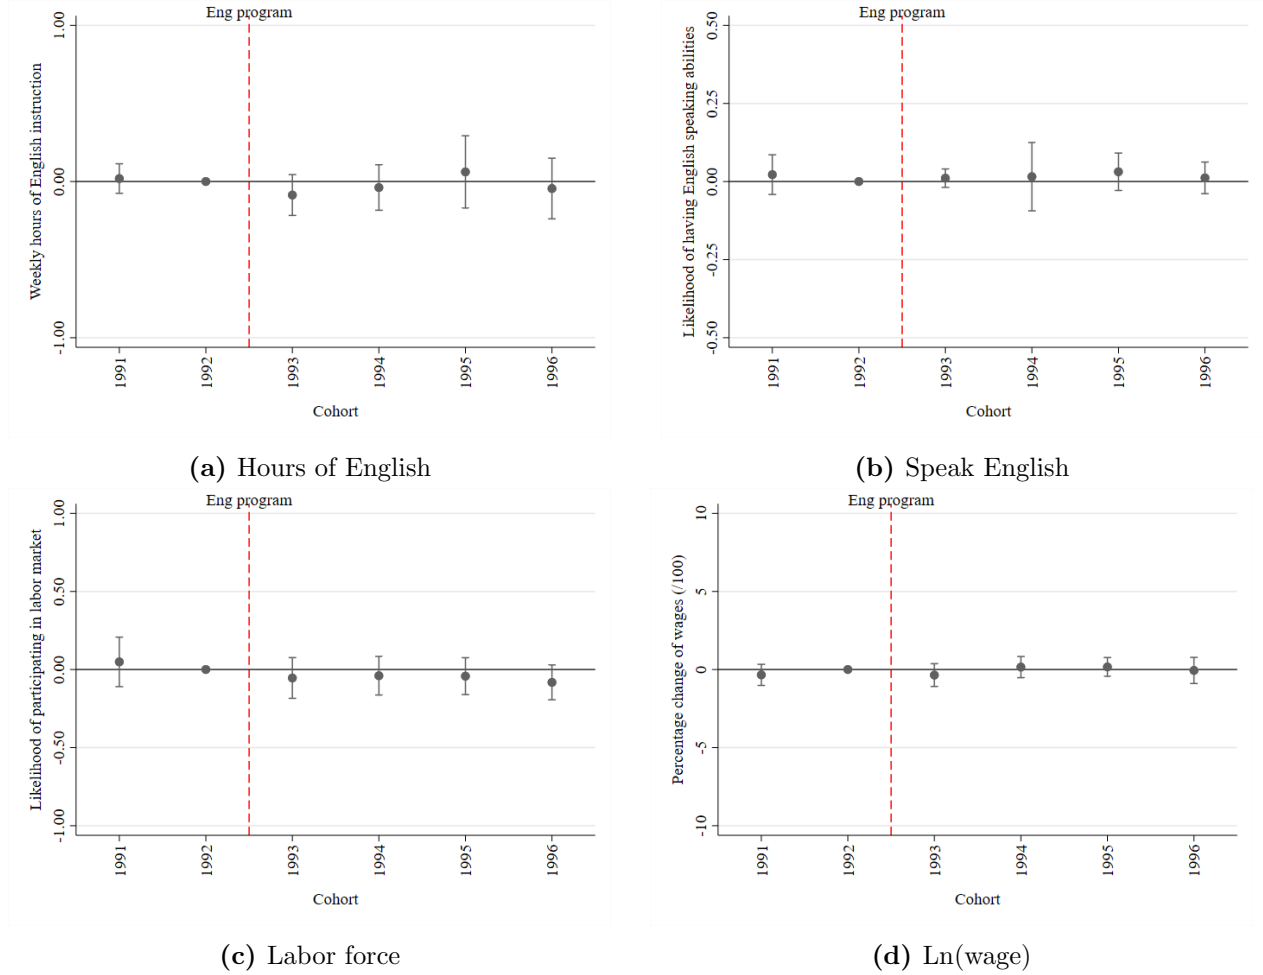 Eng program
Weekly hours of English instruction
1.00
0.00
-1.00
1991
1992
1993
1994
1995
1996
Cohort
(a) Hours of English
Eng program
Likelihood of having English speaking abilities
0.50
0.25
0.00
-0.25
-0.50
1991
1992
1993
1994
1995
1996
Cohort
(b) Speak English
Eng program
Likelihood of participating in labor market
1.00
0.50
0.00
-0.50
-1.00
1991
1992
1993
1994
1995
1996
Cohort
(c) Labor force
Eng program
Percentage change of wages (/100)
10
5
0
-5
-10
1991
1992
1993
1994
1995
1996
Cohort
(d) Ln(wage)